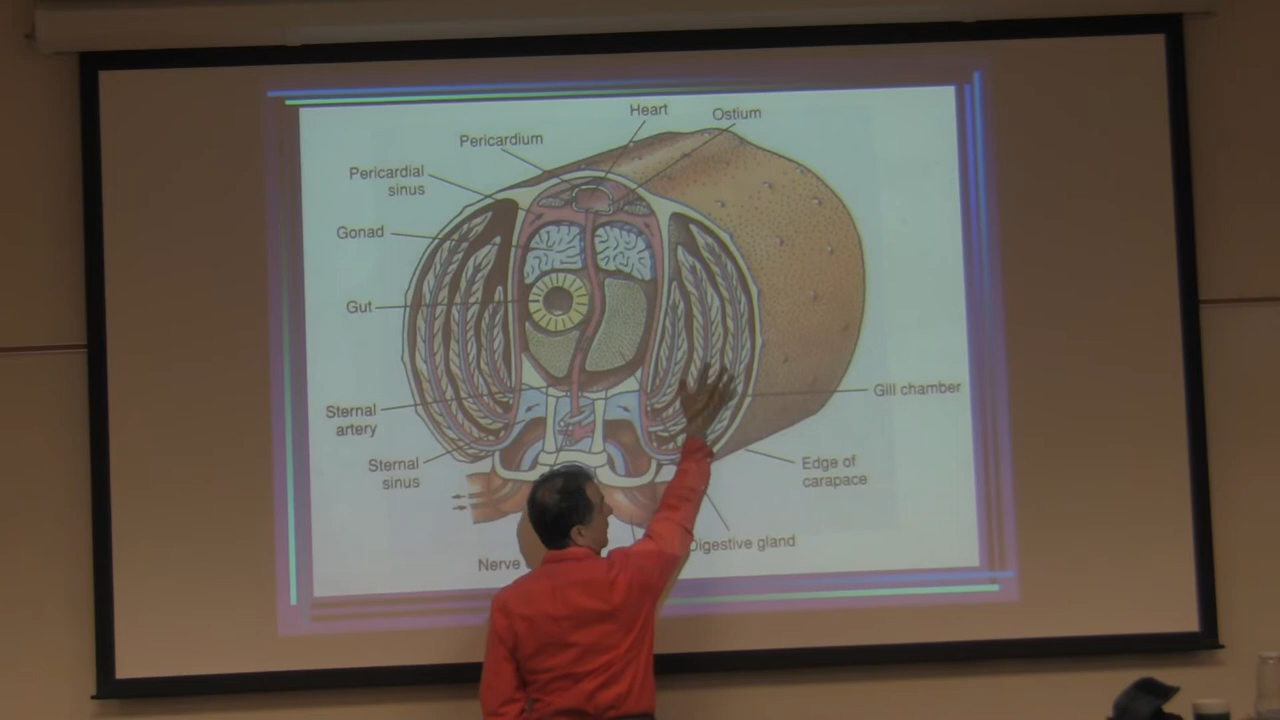 Heart
Ostium
Pericardium
Pericardial
sinus
Gonad
Gut
Gill chamber
Sternal
artery
Sternal
sinus
Edge of
carapace
Digestive gland
Nerve